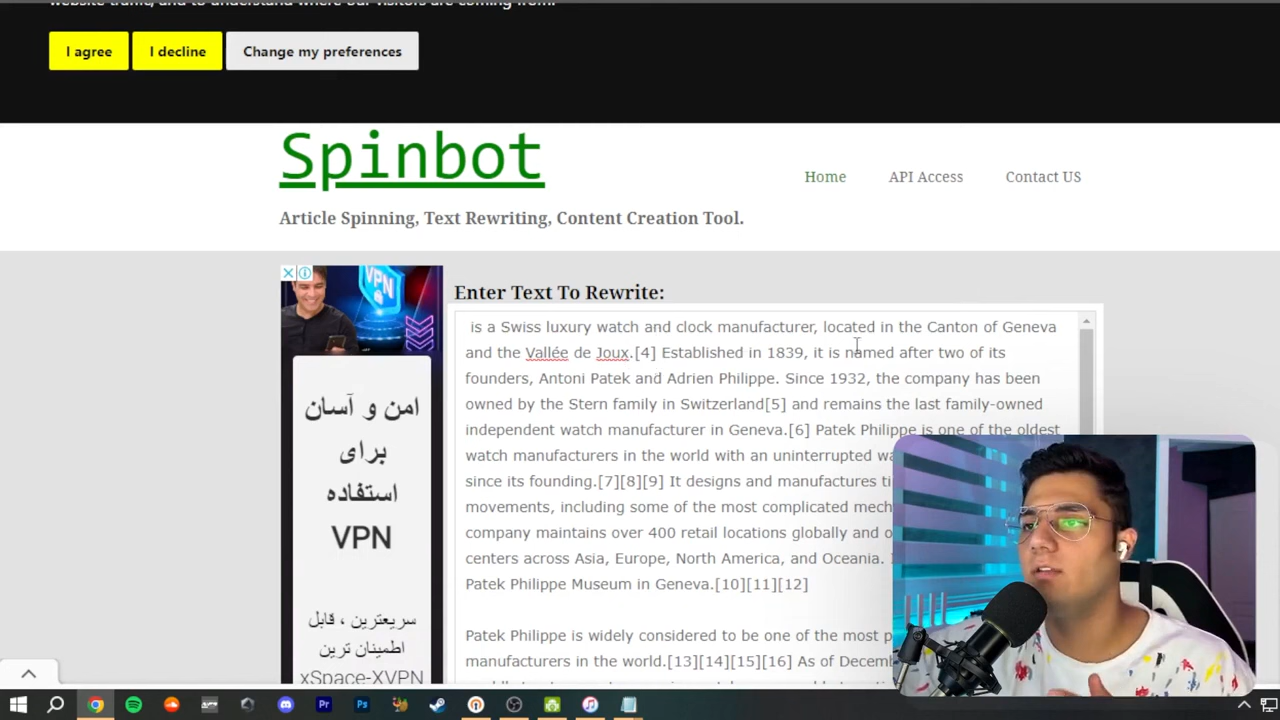 website traffic, and to understand where our visitors are coming from.
I agree
I decline
Change my preferences
Spinbot
Home
API Access
Contact US
Article Spinning, Text Rewriting, Content Creation Tool.
VPN
امن و آسان
برای
استفاده
VPN
سریعترین ، قابل
اطمینان ترین
xSpace-XVPN
Enter Text To Rewrite:
is a Swiss luxury watch and clock manufacturer, located in the Canton of Geneva
and the Vallée de Joux.[4] Established in 1839, it is named after two of its
founders, Antoni Patek and Adrien Philippe. Since 1932, the company has been
owned by the Stern family in Switzerland[5] and remains the last family-owned
independent watch manufacturer in Geneva.[6] Patek Philippe is one of the oldest
watch manufacturers in the world with an uninterrupted
since its founding.[7][8][9] It designs and manufactures
movements, including some of the most complicated
company maintains over 400 retail locations globally and
centers across Asia, Europe, North America, and Oceania.
Patek Philippe Museum in Geneva.[10][11][12]
Patek Philippe is widely considered to be one of the most
manufacturers in the world.[13][14][15][16] As of
Pr
Ps